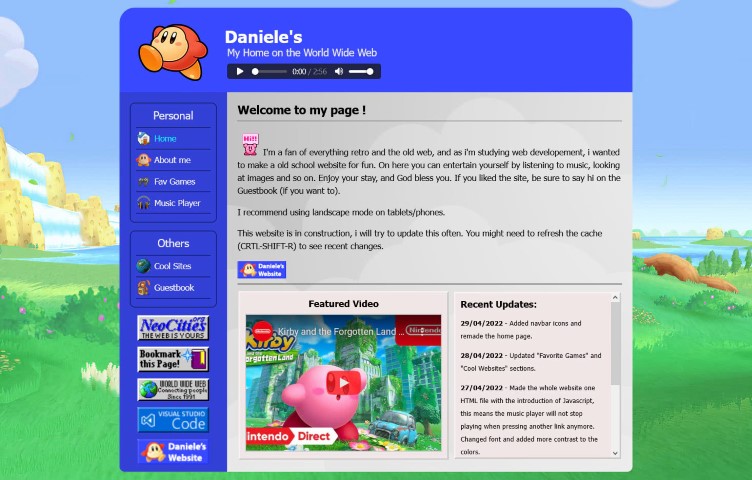 Daniele's
My Home on the World Wide Web
0:00 / 2:56
Personal
Home
About me
Fav Games
Music Player
Others
Cool Sites
Guestbook
NeoCities.org
THE WEB IS YOURS
Bookmark
this Page!
WORLD WIDE WEB
Connecting people
Since 1991
VISUAL STUDIO
Code
Daniele's
Website
Welcome to my page !
Hi!!
I'm a fan of everything retro and the old web, and as i'm studying web developement, i wanted
to make a old school website for fun. On here you can entertain yourself by listening to music, looking
at images and so on. Enjoy your stay, and God bless you. If you liked the site, be sure to say hi on the
Guestbook (if you want to).
I recommend using landscape mode on tablets/phones.
This website is in construction, i will try to update this often. You might need to refresh the cache
(CRTL-SHIFT-R) to see recent changes.
Daniele's
Website
Featured Video
Kirby and the Forgotten Land ...
Nintendo
Kirby
and the
Forgotten Land
Nintendo Direct
Recent Updates:
29/04/2022 - Added navbar icons and
remade the home page.
28/04/2022 - Updated "Favorite Games" and
"Cool Websites" sections.
27/04/2022 - Made the whole website one
HTML file with the introduction of Javascript,
this means the music player will not stop
playing when pressing another link anymore.
Changed font and added more contrast to the
colors.